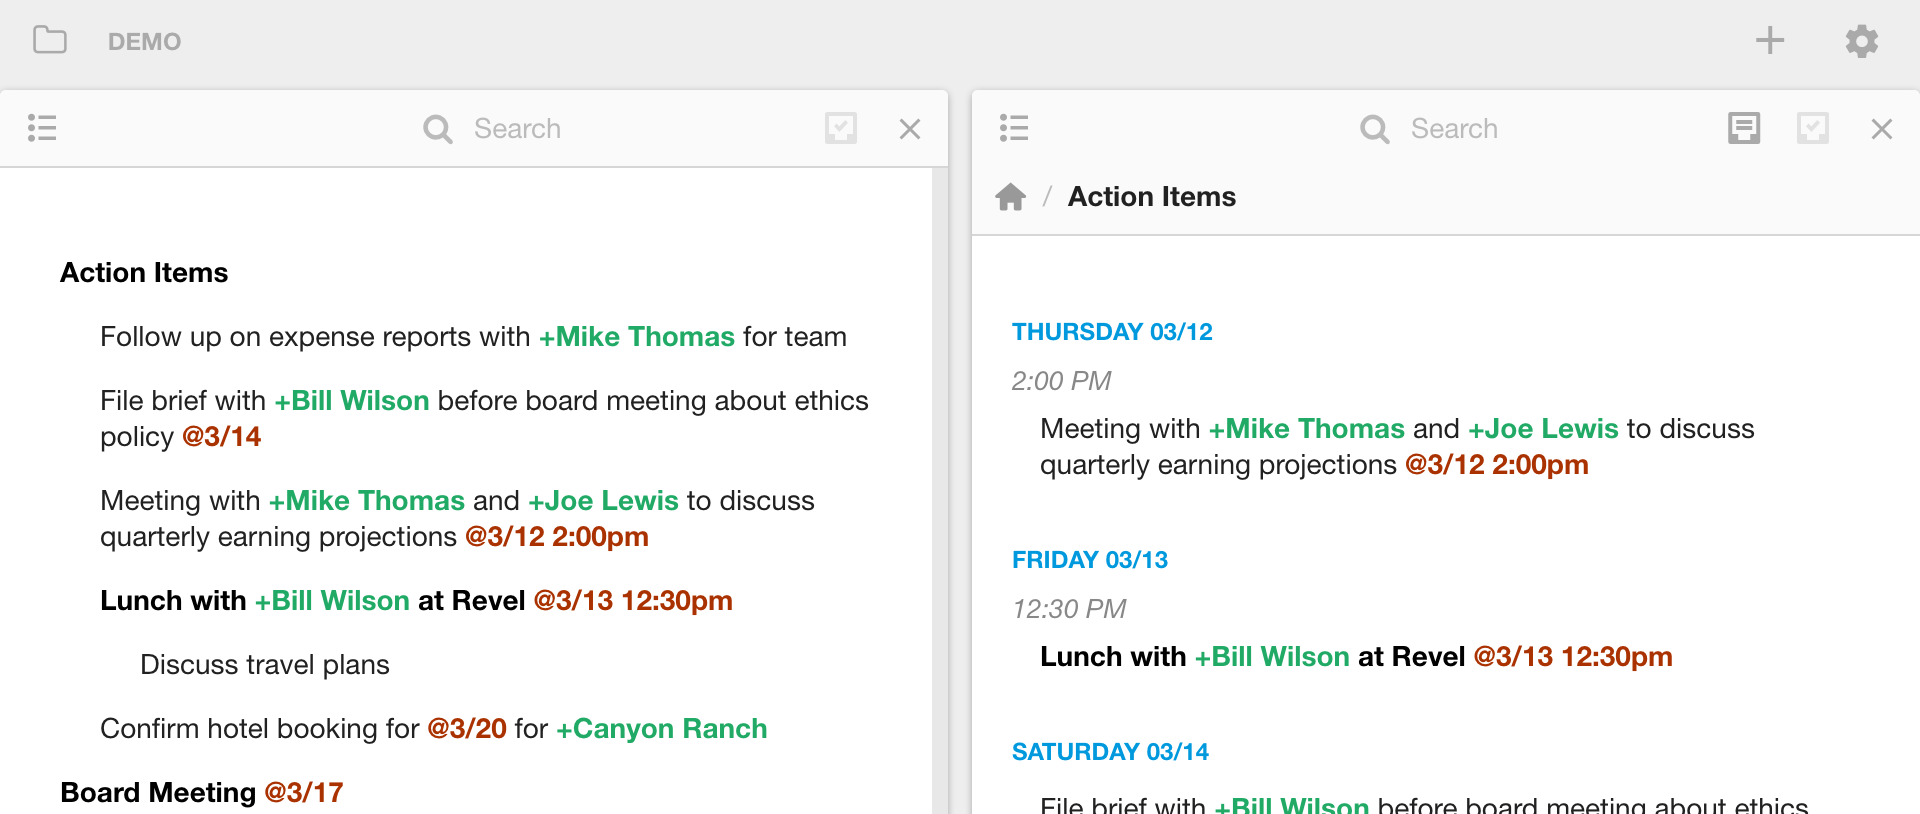 DEMO
Search
Action Items
Follow up on expense reports with +Mike Thomas for team
File brief with +Bill Wilson before board meeting about ethics
policy @3/14
Meeting with +Mike Thomas and +Joe Lewis to discuss
quarterly earning projections @3/12 2:00pm
Lunch with +Bill Wilson at Revel @3/13 12:30pm
Discuss travel plans
Confirm hotel booking for @3/20 for +Canyon Ranch
Board Meeting @3/17
Search
/ Action Items
THURSDAY 03/12
2:00 PM
Meeting with +Mike Thomas and +Joe Lewis to discuss
quarterly earning projections @3/12 2:00pm
FRIDAY 03/13
12:30 PM
Lunch with +Bill Wilson at Revel @3/13 12:30pm
SATURDAY 03/14
File brief with +Bill Wilson before board meeting about ethics